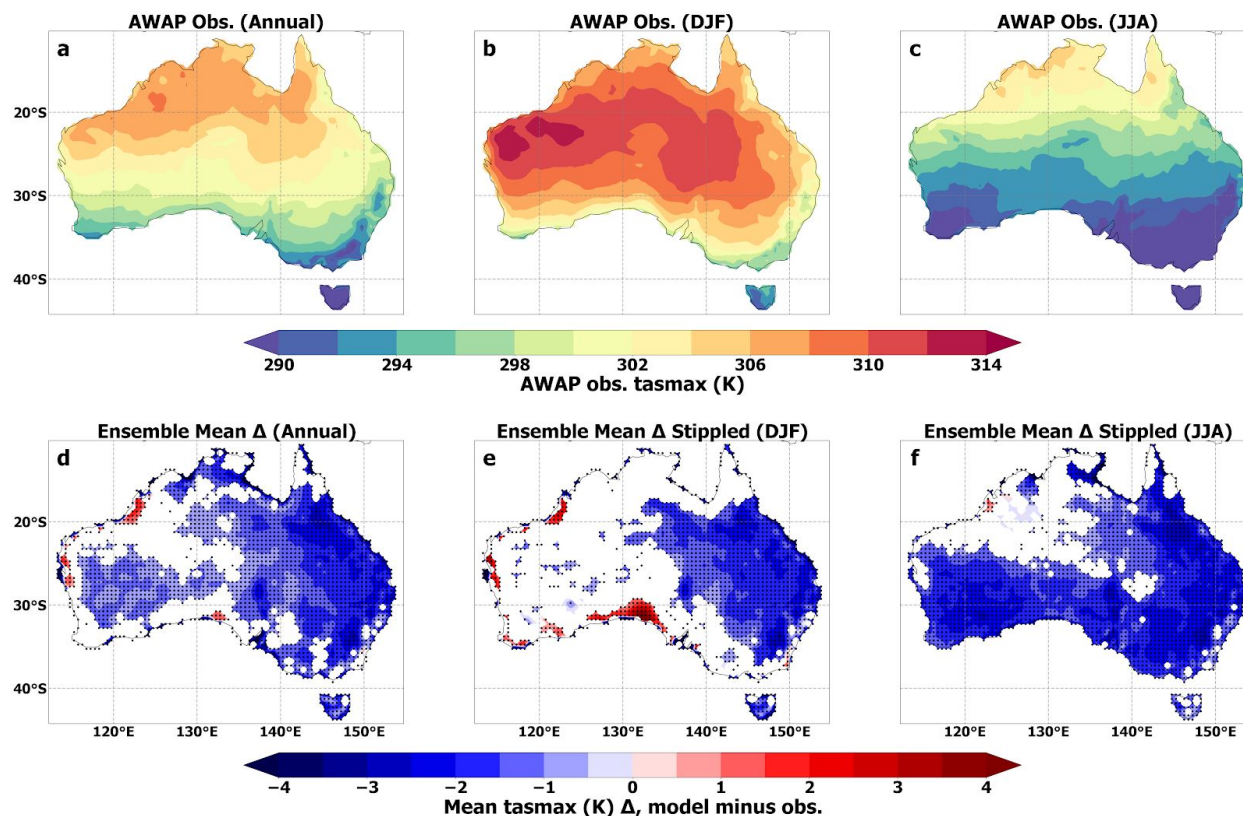 AWAP Obs. (Annual) AWAP Obs. (DJF) AWAP Obs. (JJA)
a b c
20°S
30°S
40°S
290 294 298 302 306 310 314
AWAP obs. tasmax (K)
Ensemble Mean Δ (Annual) Ensemble Mean Δ Stippled (DJF) Ensemble Mean Δ Stippled (JJA)
d e f
20°S
30°S
40°S
120°E 130°E 140°E 150°E 120°E 130°E 140°E 150°E 120°E 130°E 140°E 150°E
−4 −3 −2 −1 0 1 2 3 4
Mean tasmax (K) Δ, model minus obs.